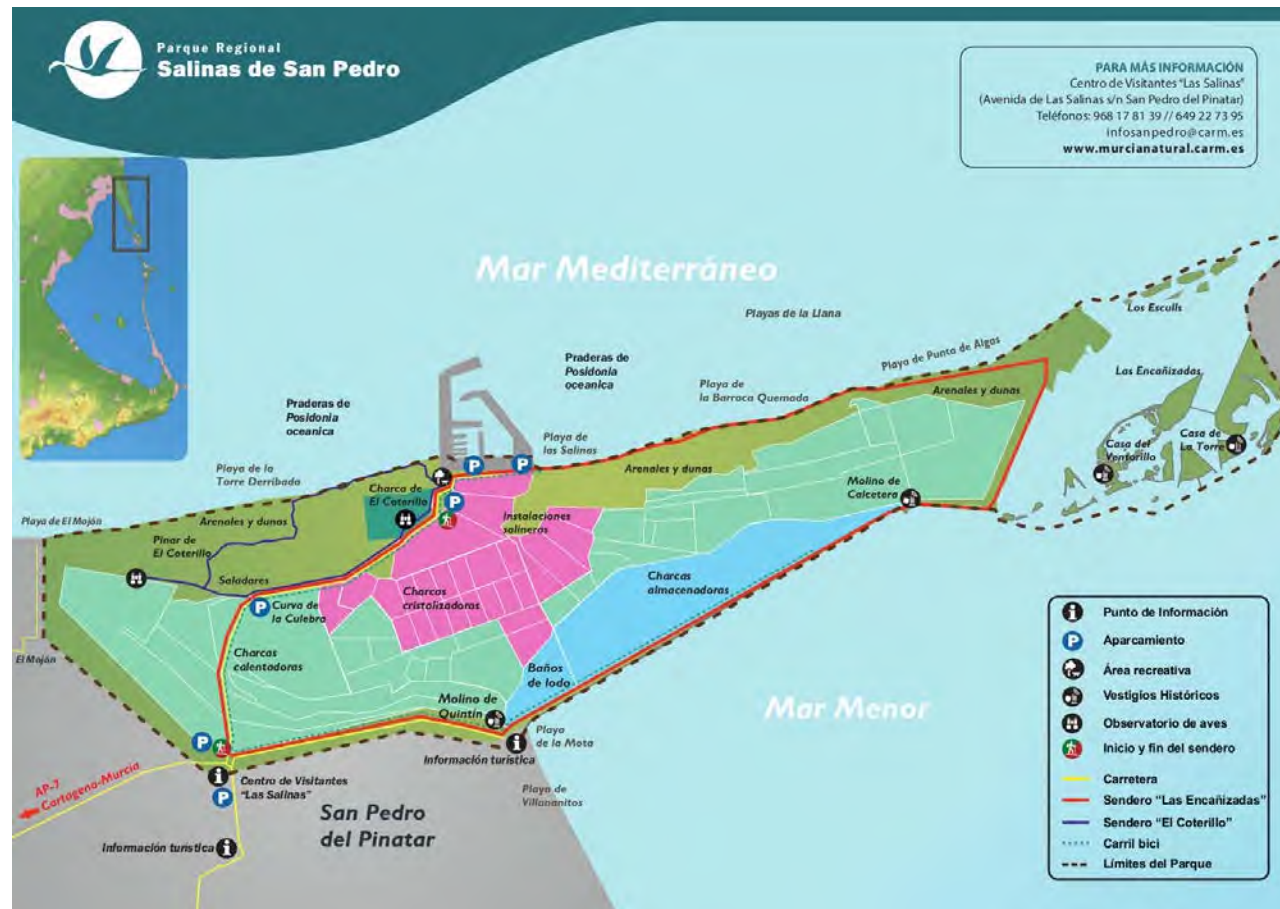 Parque Regional
Salinas de San Pedro
PARA MÁS INFORMACIÓN
Centro de Visitantes "Las Salinas"
(Avenida de Las Salinas s/n San Pedro del Pinatar)
Teléfonos: 968 17 81 39 // 649 22 73 95
infosanpedro@carm.es
www.murcianatural.carm.es
Mar Mediterráneo
Playas de la Llana
Los Esculls
Playa de Punta de Algas
Las Encañizadas
Praderas de
Posidonia
oceanica
Praderas de
Posidonia
oceanica
Playa de
la Barraca Quemada
Arenales y dunas
Playa de
las Salinas
Casa del
Ventorillo
Casa de
La Torre
Playa de la
Torre Derribada
Charca de
El Coterillo
Arenales y dunas
Molino de
Calcetera
Playa de El Mojón
Arenales y dunas
Instalaciones
salineras
Pinar de
El Coterillo
Saladares
Charcas
cristalizadoras
Charcas
almacenadoras
Curva de
la Culebra
El Mojón
Charcas
calentadoras
Baños
de lodo
Molino de
Quintín
Mar Menor
Playa
de la Mota
Información turística
Centro de Visitantes
"Las Salinas"
Playa de
Villananitos
AP-7
Cartagena-Murcia
San Pedro
del Pinatar
Información turística
Punto de Información
Aparcamiento
Área recreativa
Vestigios Históricos
Observatorio de aves
Inicio y fin del sendero
Carretera
Sendero "Las Encañizadas"
Sendero "El Coterillo"
Carril bici
Límites del Parque